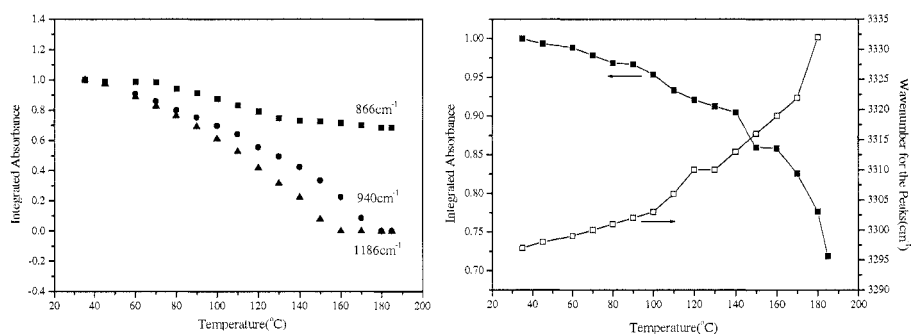 1.4
1.2
1.0
0.8
0.6
0.4
0.2
0.0
-0.2
-0.4
Integrated Absorbance
866cm-1
940cm-1
1186cm-1
20 40 60 80 100 120 140 160 180 200
Temperature(°C)
1.00
0.95
0.90
0.85
0.80
0.75
0.70
Integrated Absorbance
3335
3330
3325
3320
3315
3310
3305
3300
3295
3290
Wavenumber for the Peaks(cm-1)
20 40 60 80 100 120 140 160 180 200
Temperature(°C)